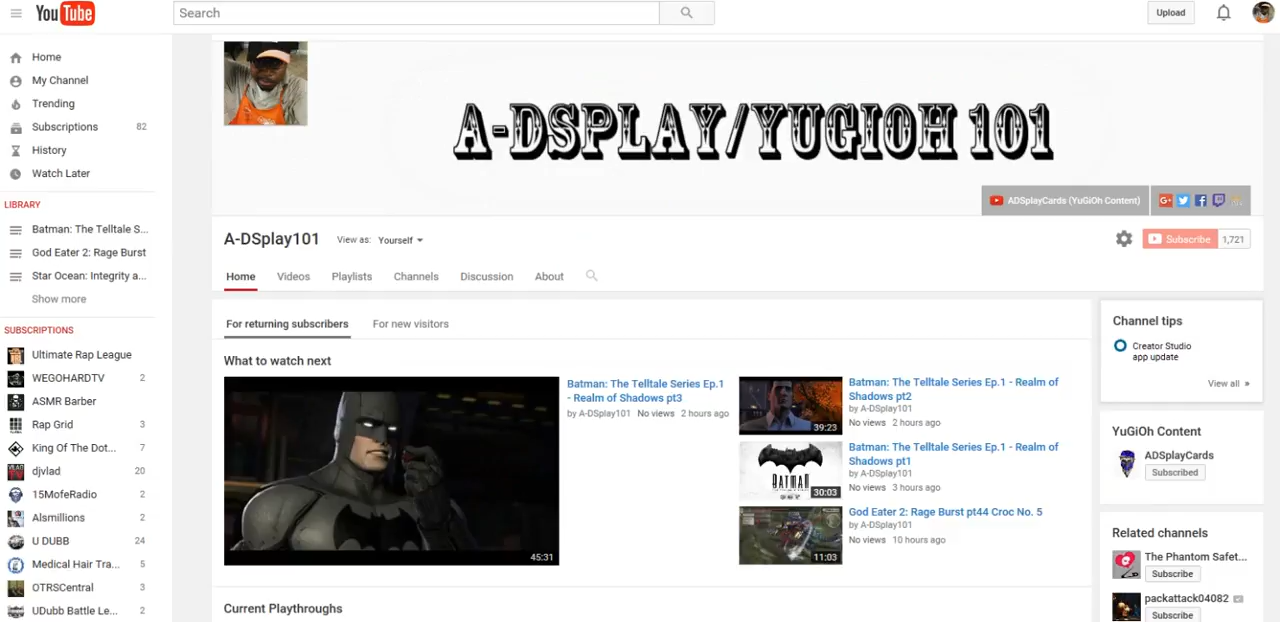 YouTube
Search
Upload
Home
My Channel
Trending
Subscriptions 82
History
Watch Later
LIBRARY
Batman: The Telltale S...
God Eater 2: Rage Burst
Star Ocean: Integrity a...
Show more
SUBSCRIPTIONS
Ultimate Rap League
WEGOHARDTV 2
ASMR Barber
Rap Grid 3
King Of The Dot... 7
djvlad 20
15MofeRadio 2
Alsmillions 2
U DUBB 24
Medical Hair Tra... 5
OTRSCentral 3
UDubb Battle Le... 2
A-DSPLAY/YUGIOH 101
ADSplayCards (YuGiOh Content)
A-DSplay101
View as: Yourself
Subscribe 1,721
Home Videos Playlists Channels Discussion About
For returning subscribers For new visitors
What to watch next
45:31
Batman: The Telltale Series Ep.1
- Realm of Shadows pt3
by A-DSplay101 No views 2 hours ago
39:23
Batman: The Telltale Series Ep.1 - Realm of
Shadows pt2
by A-DSplay101
No views 2 hours ago
BATMAN
30:03
Batman: The Telltale Series Ep.1 - Realm of
Shadows pt1
by A-DSplay101
No views 3 hours ago
11:03
God Eater 2: Rage Burst pt44 Croc No. 5
by A-DSplay101
No views 10 hours ago
Current Playthroughs
Channel tips
Creator Studio
app update
View all »
YuGiOh Content
ADSplayCards
Subscribed
Related channels
The Phantom Safet...
Subscribe
packattack04082
Subscribe